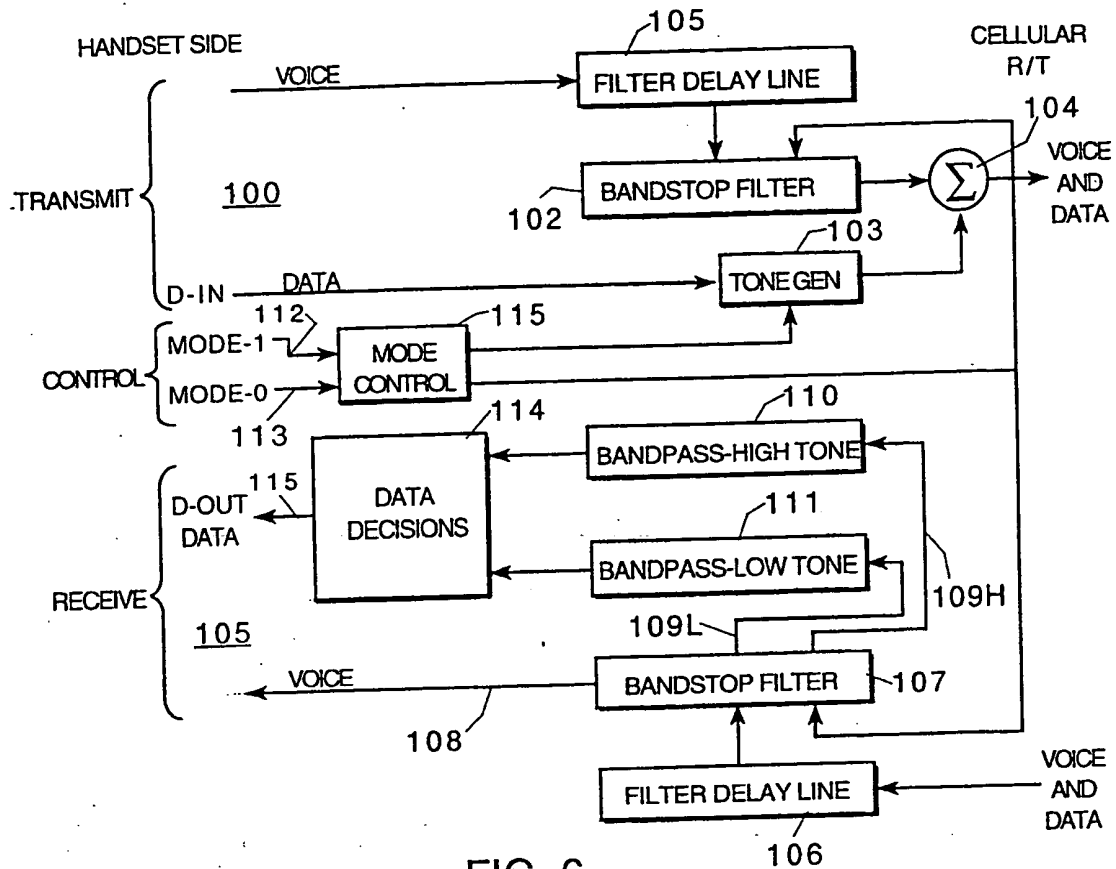 HANDSET SIDE
105
CELLULAR
R/T
VOICE
FILTER DELAY LINE
104
VOICE
AND
DATA
TRANSMIT
100
BANDSTOP FILTER
Σ
102
103
D-IN
DATA
TONE GEN
112
115
CONTROL
MODE-1
MODE-0
MODE
CONTROL
113
114
110
BANDPASS-HIGH TONE
115
D-OUT
DATA
DATA
DECISIONS
111
BANDPASS-LOW TONE
RECEIVE
109L
109H
105
VOICE
BANDSTOP FILTER
107
108
FILTER DELAY LINE
VOICE
AND
DATA
106